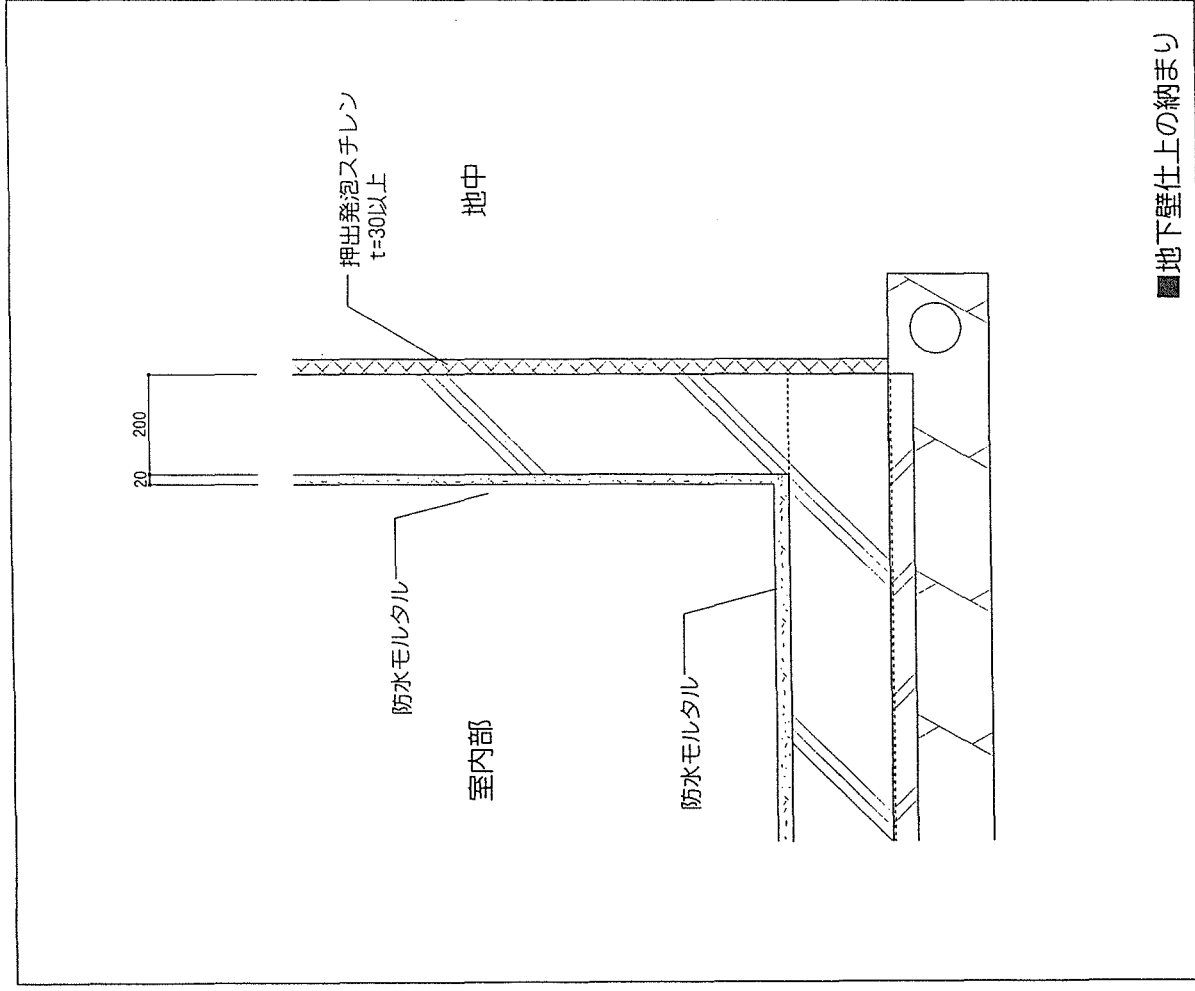 20
200
押出発泡スチレン
t=30以上
地中
防水モルタル
室内部
防水モルタル
■地下壁仕上の納まり